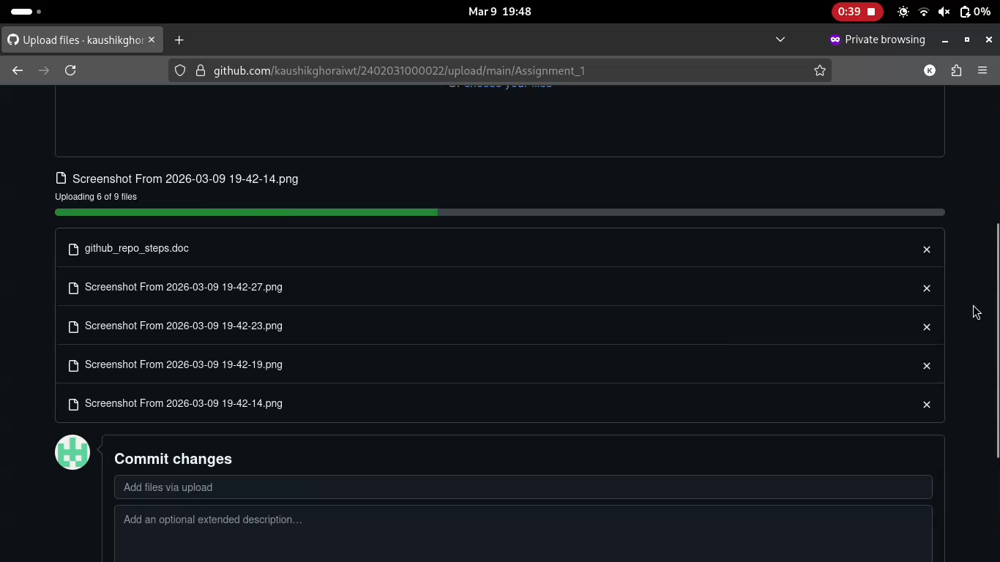 Mar 9 19:48
0:39
0%
Upload files · kaushikghor
Private browsing
github.com/kaushikghoraiwt/2402031000022/upload/main/Assignment_1
K
Or choose your files
Screenshot From 2026-03-09 19-42-14.png
Uploading 6 of 9 files
github_repo_steps.doc
Screenshot From 2026-03-09 19-42-27.png
Screenshot From 2026-03-09 19-42-23.png
Screenshot From 2026-03-09 19-42-19.png
Screenshot From 2026-03-09 19-42-14.png
Commit changes
Add files via upload
Add an optional extended description…